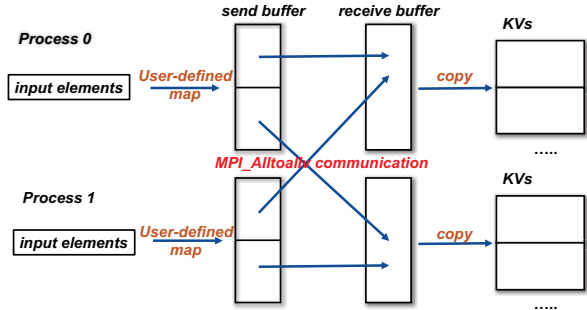 send buffer
receive buffer
KVs
Process 0
input elements
User-defined
map
copy
.....
MPI_Alltoallv communication
Process 1
KVs
input elements
User-defined
map
copy
.....